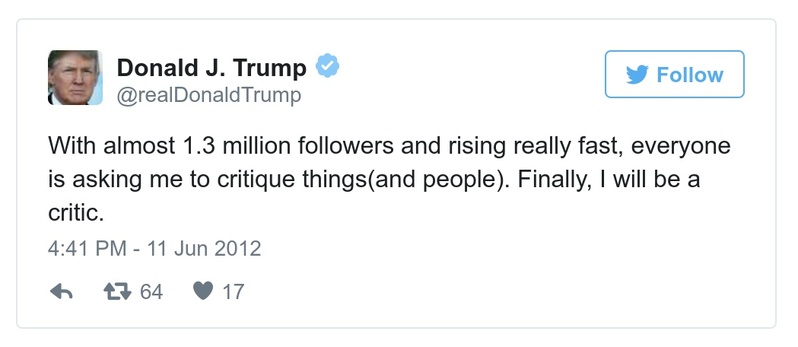 Donald J. Trump
@realDonaldTrump
Follow
With almost 1.3 million followers and rising really fast, everyone
is asking me to critique things(and people). Finally, I will be a
critic.
4:41 PM - 11 Jun 2012
64 17